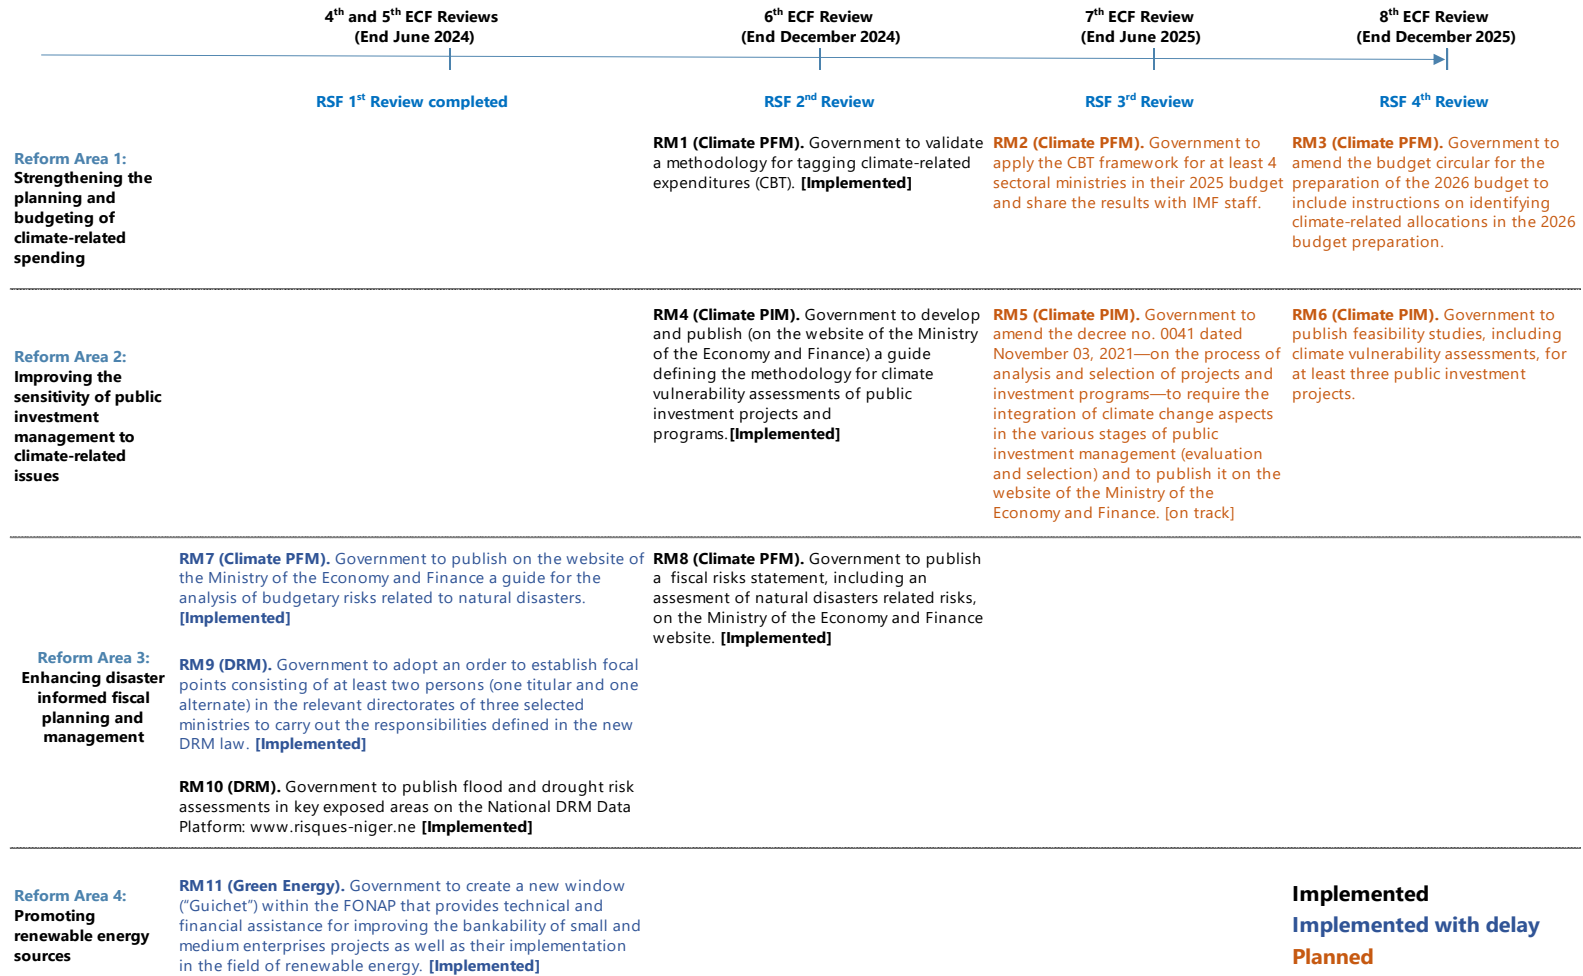 4th and 5th ECF Reviews
(End June 2024)
6th ECF Review
(End December 2024)
7th ECF Review
(End June 2025)
8th ECF Review
(End December 2025)
RSF 1st Review completed
RSF 2nd Review
RSF 3rd Review
RSF 4th Review
Reform Area 1:
Strengthening the
planning and
budgeting of
climate-related
spending
RM1 (Climate PFM). Government to validate
a methodology for tagging climate-related
expenditures (CBT). [Implemented]
RM2 (Climate PFM). Government to
apply the CBT framework for at least 4
sectoral ministries in their 2025 budget
and share the results with IMF staff.
RM3 (Climate PFM). Government to
amend the budget circular for the
preparation of the 2026 budget to
include instructions on identifying
climate-related allocations in the 2026
budget preparation.
Reform Area 2:
Improving the
sensitivity of public
investment
management to
climate-related
issues
RM4 (Climate PIM). Government to develop
and publish (on the website of the Ministry
of the Economy and Finance) a guide
defining the methodology for climate
vulnerability assessments of public
investment projects and
programs.[Implemented]
RM5 (Climate PIM). Government to
amend the decree no. 0041 dated
November 03, 2021—on the process of
analysis and selection of projects and
investment programs—to require the
integration of climate change aspects
in the various stages of public
investment management (evaluation
and selection) and to publish it on the
website of the Ministry of the
Economy and Finance. [on track]
RM6 (Climate PIM). Government to
publish feasibility studies, including
climate vulnerability assessments, for
at least three public investment
projects.
Reform Area 3:
Enhancing disaster
informed fiscal
planning and
management
RM7 (Climate PFM). Government to publish on the website of
the Ministry of the Economy and Finance a guide for the
analysis of budgetary risks related to natural disasters.
[Implemented]
RM9 (DRM). Government to adopt an order to establish focal
points consisting of at least two persons (one titular and one
alternate) in the relevant directorates of three selected
ministries to carry out the responsibilities defined in the new
DRM law. [Implemented]
RM10 (DRM). Government to publish flood and drought risk
assessments in key exposed areas on the National DRM Data
Platform: www.risques-niger.ne [Implemented]
RM8 (Climate PFM). Government to publish
a fiscal risks statement, including an
assesment of natural disasters related risks,
on the Ministry of the Economy and Finance
website. [Implemented]
Reform Area 4:
Promoting
renewable energy
sources
RM11 (Green Energy). Government to create a new window
(“Guichet”) within the FONAP that provides technical and
financial assistance for improving the bankability of small and
medium enterprises projects as well as their implementation
in the field of renewable energy. [Implemented]
Implemented
Implemented with delay
Planned